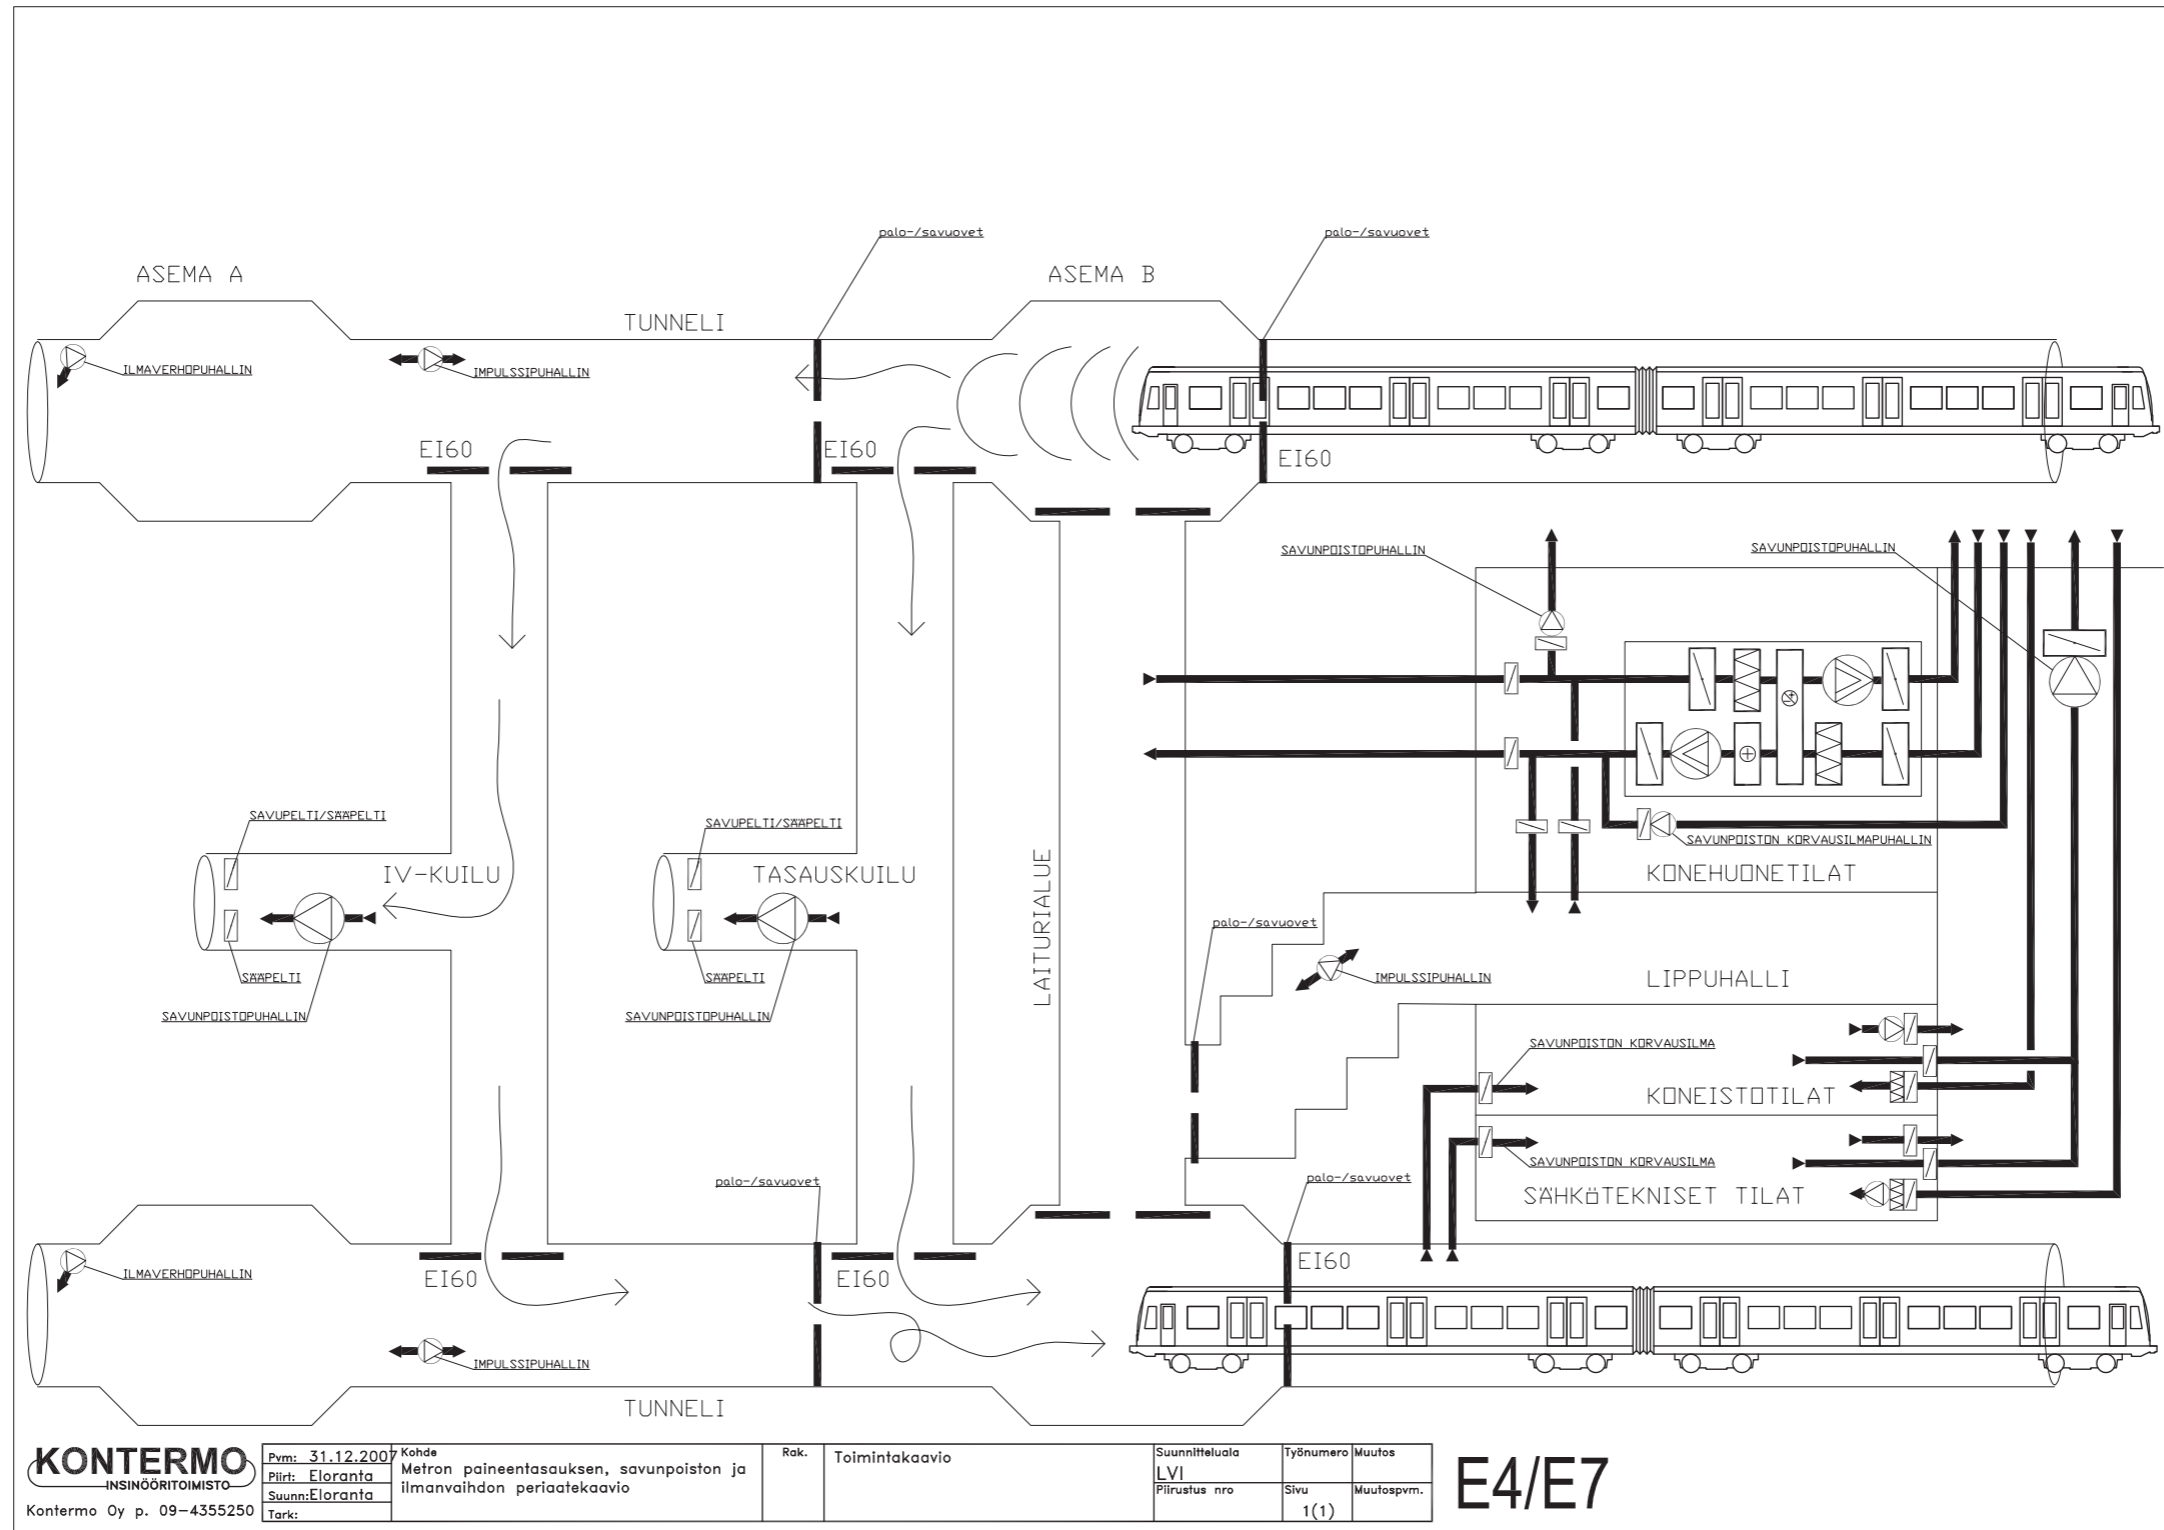 palo-/savuovet
palo-/savuovet
ASEMA A
ASEMA B
TUNNELI
ILMAVERHOPUHALLIN
IMPULSSIPUHALLIN
EI60
EI60
EI60
SAVUNPOISTOPUHALLIN
SAVUNPOISTOPUHALLIN
SAVUPELTI/SÄÄPELTI
SAVUPELTI/SÄÄPELTI
SAVUNPOISTON KORVAUSILMAPUHALLIN
IV-KUILU
TASAUSKUILU
LAITURIALUE
KONEHUONETILAT
palo-/savuovet
SÄÄPELTI
SÄÄPELTI
IMPULSSIPUHALLIN
LIPPUHALLI
SAVUNPOISTOPUHALLIN
SAVUNPOISTOPUHALLIN
SAVUNPOISTON KORVAUSILMA
KONEISTOTILAT
SAVUNPOISTON KORVAUSILMA
palo-/savuovet
palo-/savuovet
SÄHKöTEKNISET TILAT
ILMAVERHOPUHALLIN
EI60
EI60
EI60
IMPULSSIPUHALLIN
TUNNELI
KONTERMO
INSINÖÖRITOIMISTO
Kontermo Oy p. 09-4355250
Pvm: 31.12.2007
Piirt: Eloranta
Suunn: Eloranta
Tark:
Kohde
Metron paineentasauksen, savunpoiston ja
ilmanvaihdon periaatekaavio
Rak.
Toimintakaavio
Suunnitteluala
LVI
Piirustus nro
Työnumero
Sivu
1(1)
Muutos
Muutospvm.
E4/E7